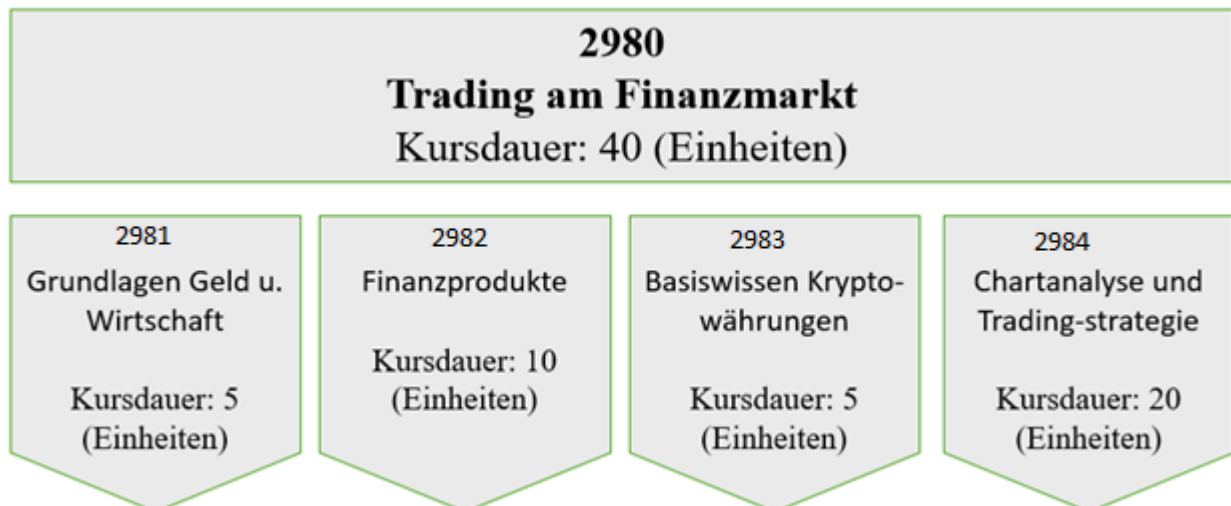 2980
Trading am Finanzmarkt
Kursdauer: 40 (Einheiten)
2981
Grundlagen Geld u.
Wirtschaft
Kursdauer: 5
(Einheiten)
2982
Finanzprodukte
Kursdauer: 10
(Einheiten)
2983
Basiswissen Krypto-
währungen
Kursdauer: 5
(Einheiten)
2984
Chartanalyse und
Trading-strategie
Kursdauer: 20
(Einheiten)